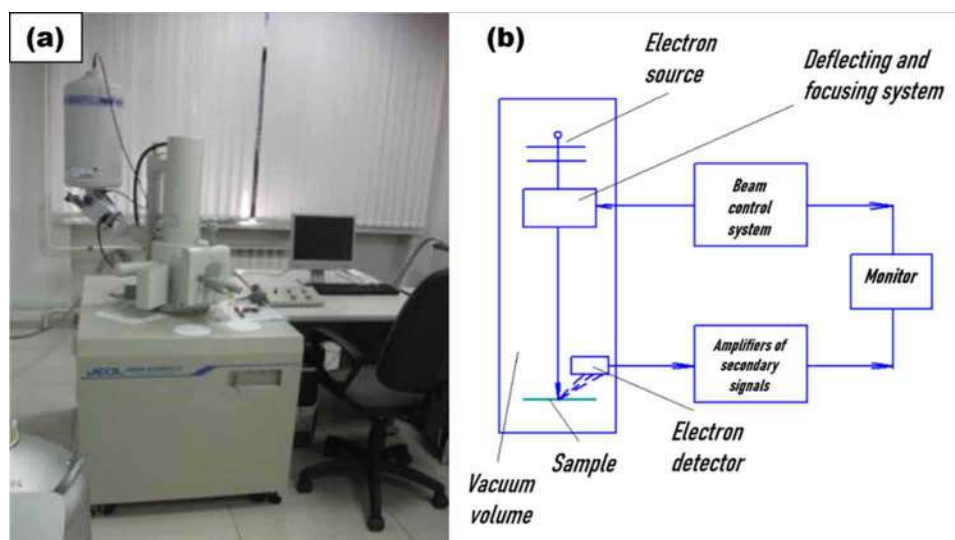 (a)
JEOL
(b)
Electron
source
Deflecting and
focusing system
Beam
control
system
Monitor
Amplifiers of
secondary
signals
Electron
detector
Sample
Vacuum
volume